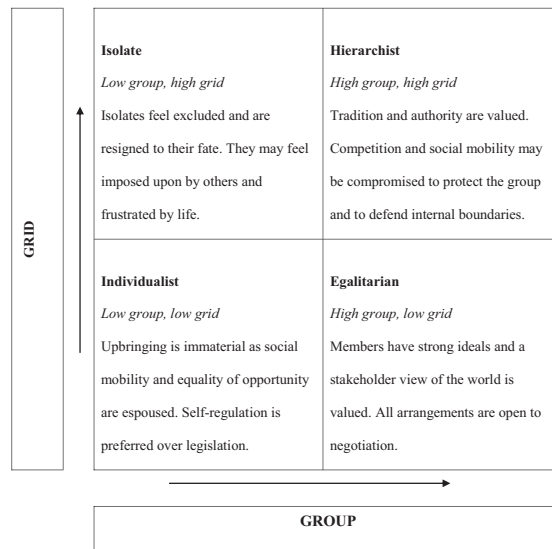 Isolate
Low group, high grid
Isolates feel excluded and are
resigned to their fate. They may feel
imposed upon by others and
frustrated by life.
Hierarchist
High group, high grid
Tradition and authority are valued.
Competition and social mobility may
be compromised to protect the group
and to defend internal boundaries.
GRID
Individualist
Low group, low grid
Upbringing is immaterial as social
mobility and equality of opportunity
are espoused. Self-regulation is
preferred over legislation.
Egalitarian
High group, low grid
Members have strong ideals and a
stakeholder view of the world is
valued. All arrangements are open to
negotiation.
GROUP